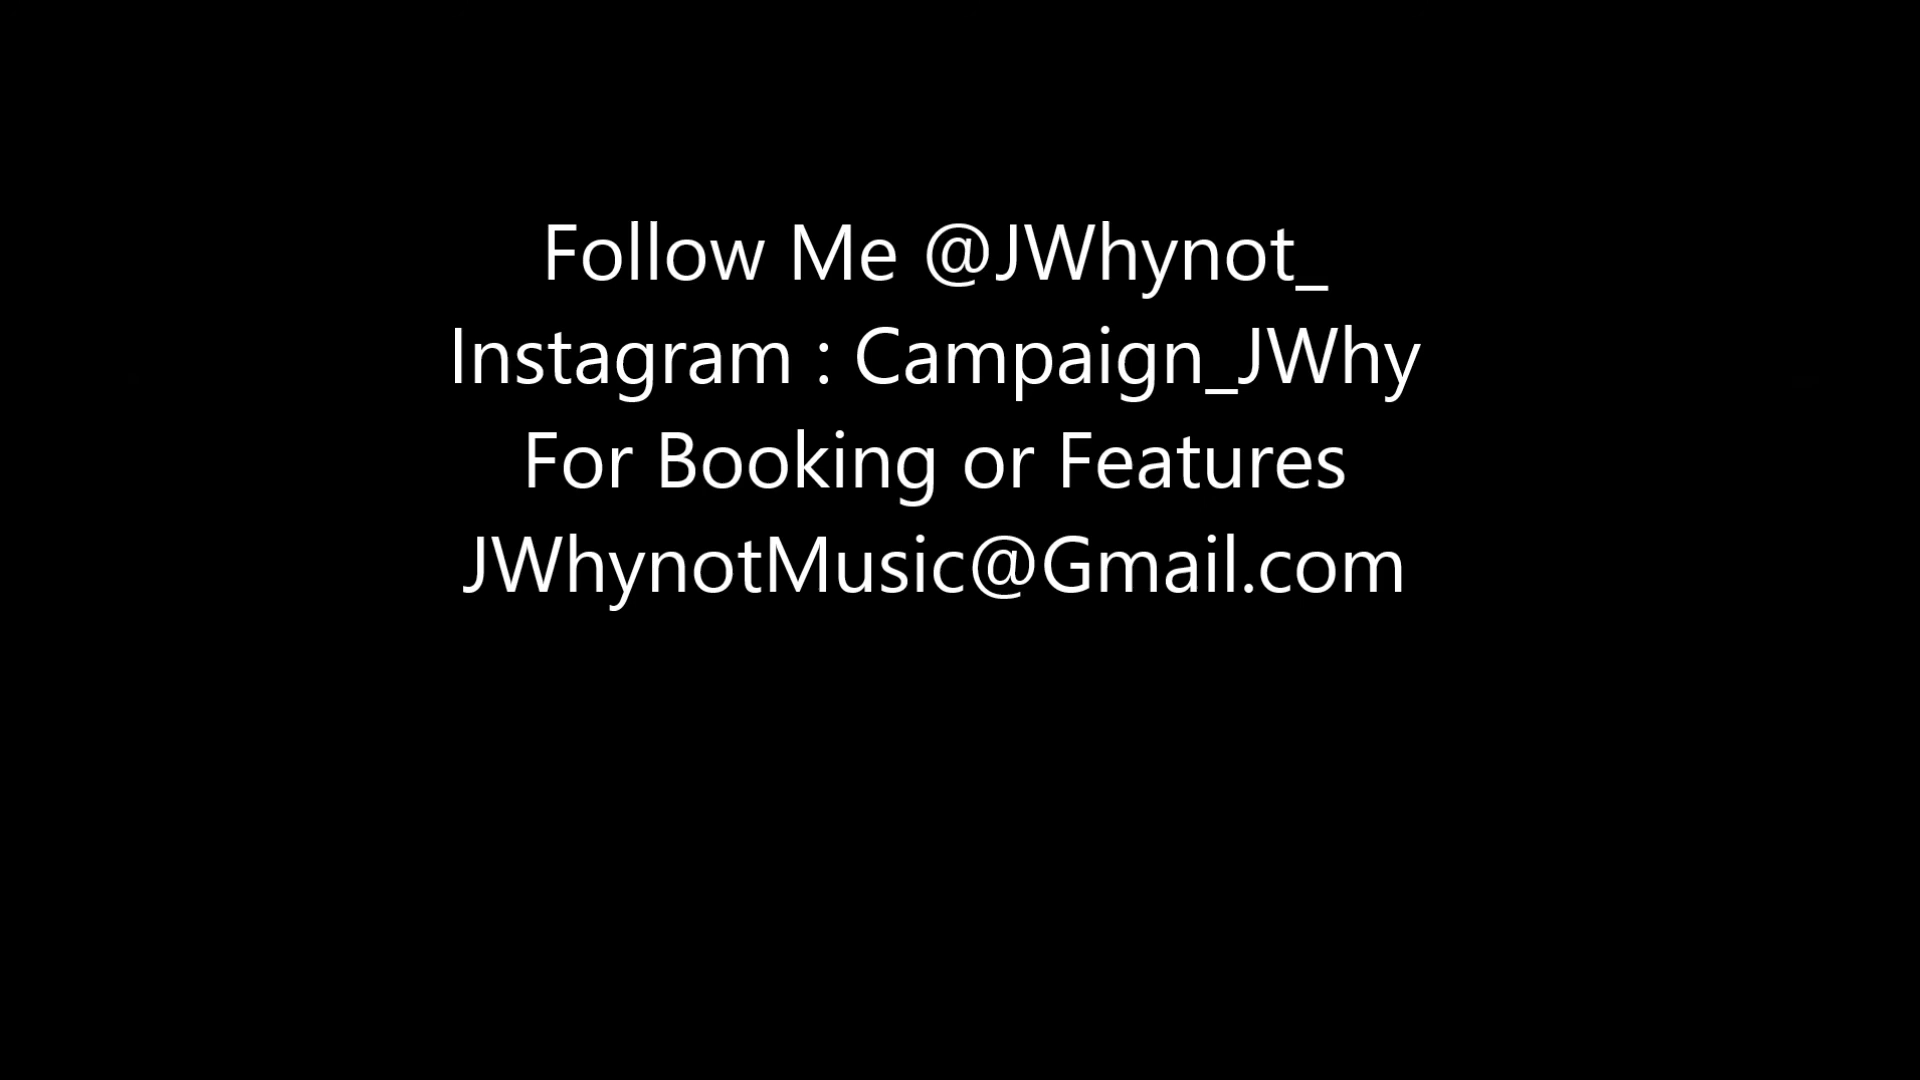 Follow Me @JWhynot_
Instagram : Campaign_JWhy
For Booking or Features
JWhynotMusic@Gmail.com